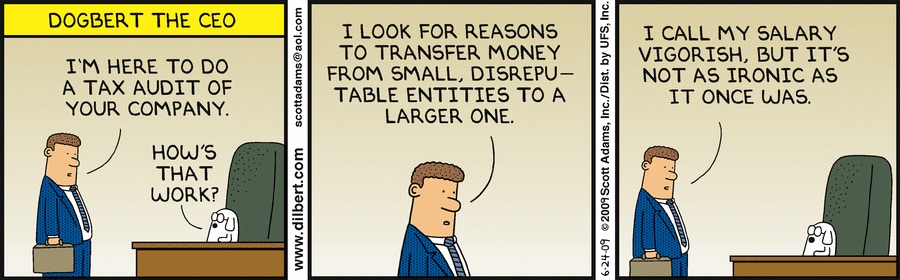 DOGBERT THE CEO
I'M HERE TO DO
A TAX AUDIT OF
YOUR COMPANY.
HOW'S
THAT
WORK?
www.dilbert.com scottadams@aol.com
I LOOK FOR REASONS
TO TRANSFER MONEY
FROM SMALL, DISREPU-
TABLE ENTITIES TO A
LARGER ONE.
6-24-09 ©2009 Scott Adams, Inc./Dist. by UFS, Inc.
I CALL MY SALARY
VIGORISH, BUT IT'S
NOT AS IRONIC AS
IT ONCE WAS.